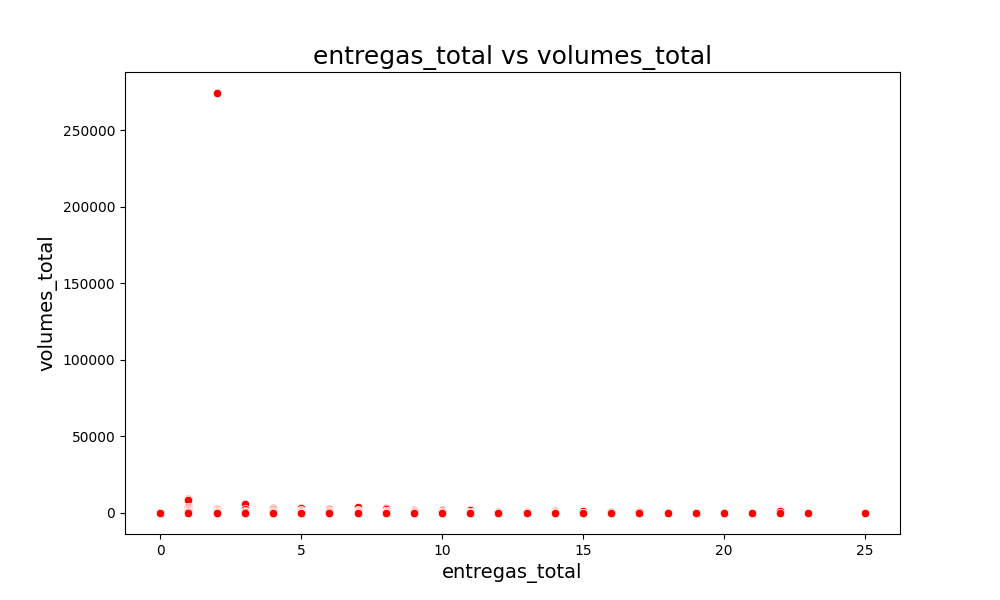 entregas_total vs volumes_total
volumes_total
250000
200000
150000
100000
50000
0
0 5 10 15 20 25
entregas_total